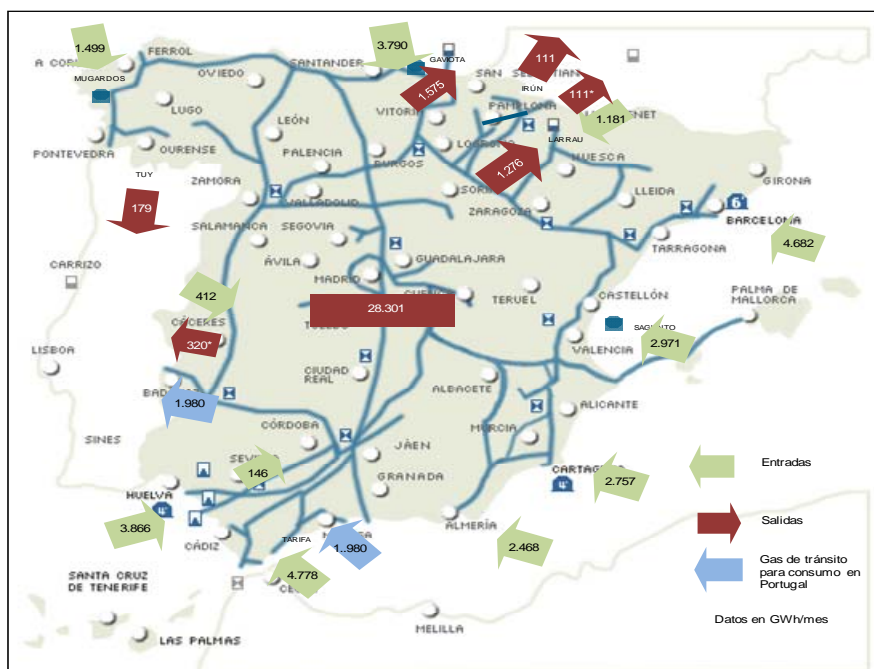 1.499
FERROL
3.790
SANTANDER
GAVIOTA
111
A COR
MUGARDOS
OVIEDO
1.575
SAN SEBASTIAN
IRÚN
111*
LUGO
VITORIA
PAMPLONA
1.181
LEÓN
LARRAU
PONTEVEDRA
OURENSE
PALENCIA
BURGOS
1.276
HUESCA
GIRONA
TUY
ZAMORA
VALLADOLID
SORIA
LLEIDA
179
ZARAGOZA
BARCELONA
SALAMANCA
SEGOVIA
TARRAGONA
4.682
CARRIZO
ÁVILA
GUADALAJARA
MADRID
TERUEL
PALMA DE
MALLORCA
412
28.301
CASTELLÓN
CÁCERES
SAGUNTO
LISBOA
320*
VALENCIA
2.971
CIUDAD
REAL
ALBACETE
1.980
ALICANTE
CÓRDOBA
MURCIA
SINES
JÁEN
146
Entradas
HUELVA
GRANADA
2.757
3.866
ALMERÍA
Salidas
CÁDIZ
TARIFA
1..980
2.468
Gas de tránsito
para consumo en
Portugal
SANTA CRUZ
DE TENERIFE
4.778
MELILLA
Datos en GWh/mes
LAS PALMAS